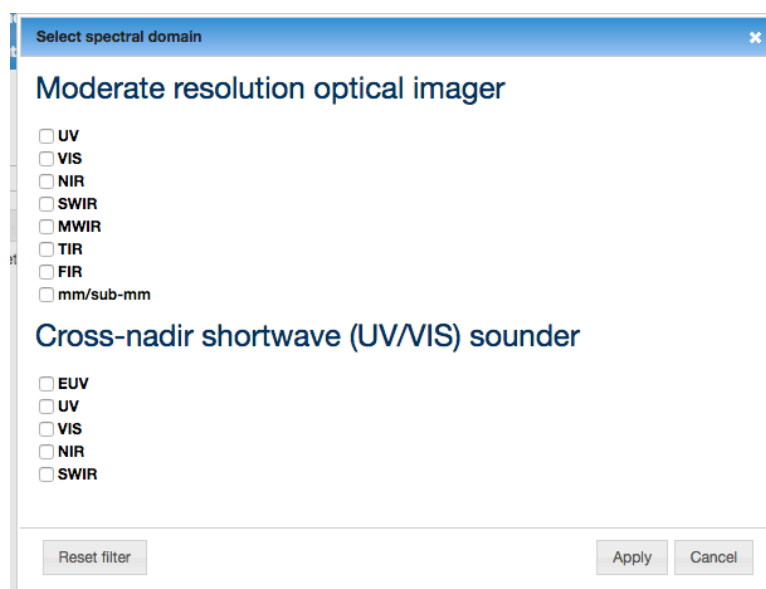 Select spectral domain
Moderate resolution optical imager
UV
VIS
NIR
SWIR
MWIR
TIR
FIR
mm/sub-mm
Cross-nadir shortwave (UV/VIS) sounder
EUV
UV
VIS
NIR
SWIR
Reset filter Apply Cancel